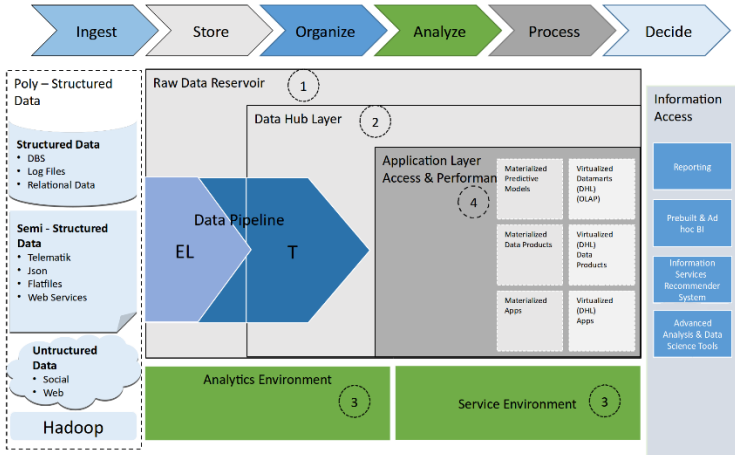 Ingest
Store
Organize
Analyze
Process
Decide
Poly – Structured
Data
Structured Data
• DBS
• Log Files
• Relational Data
Semi - Structured
Data
• Telematik
• Json
• Flatfiles
• Web Services
Untructured
Data
• Social
• Web
Hadoop
Raw Data Reservoir
1
Data Hub Layer
2
Data Pipeline
EL
T
Application Layer
Access & Performan
4
Materialized
Predictive
Models
Virtualized
Datamarts
(DHL)
(OLAP)
Materialized
Data Products
Virtualized
(DHL)
Data
Products
Materialized
Apps
Virtualized
(DHL)
Apps
Analytics Environment
3
Service Environment
3
Information
Access
Reporting
Prebuilt & Ad
hoc BI
Information
Services
Recommender
System
Advanced
Analysis & Data
Science Tools